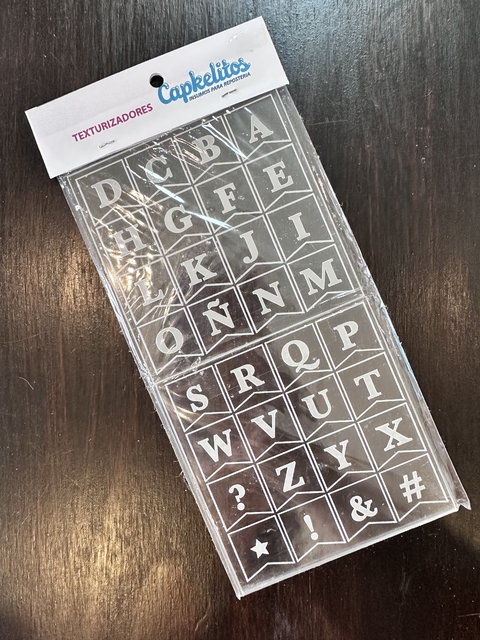 Capkelitos
INSUMOS PARA REPOSTERIA
TEXTURIZADORES
D C B A
H G F E
L K J I
O Ñ N M
S R Q P
W V U T
? Z Y X
★ ! & #